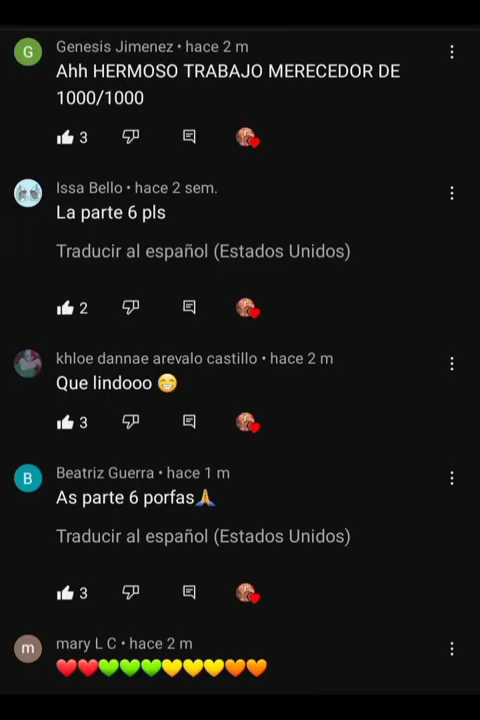 G
Genesis Jimenez • hace 2 m
Ahh HERMOSO TRABAJO MERECEDOR DE
1000/1000
3
Issa Bello • hace 2 sem.
La parte 6 pls
Traducir al español (Estados Unidos)
2
khloe dannae arevalo castillo • hace 2 m
Que lindooo 😁
3
B
Beatriz Guerra • hace 1 m
As parte 6 porfas🙏
Traducir al español (Estados Unidos)
3
m
mary L C • hace 2 m
❤️❤️💚💚💚💛💛💛🧡🧡